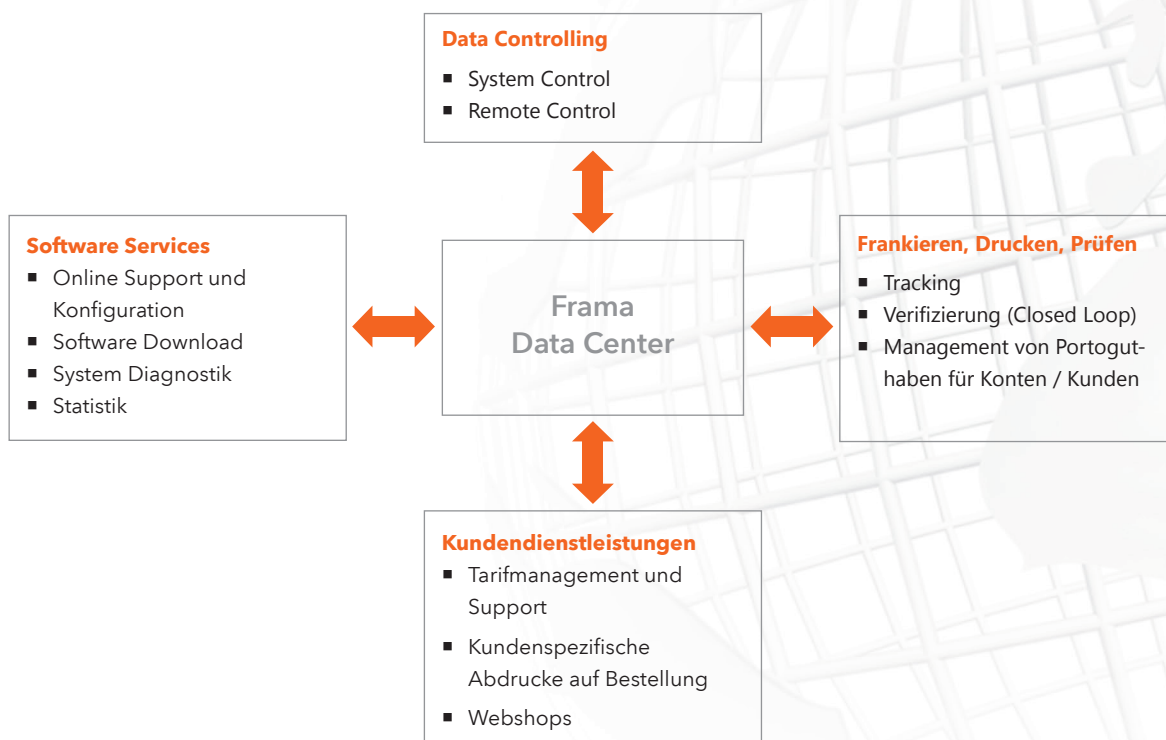 Data Controlling
■ System Control
■ Remote Control
Software Services
■ Online Support und
Konfiguration
■ Software Download
■ System Diagnostik
■ Statistik
Frama
Data Center
Frankieren, Drucken, Prüfen
■ Tracking
■ Verifizierung (Closed Loop)
■ Management von Portogut-
haben für Konten / Kunden
Kundendienstleistungen
■ Tarifmanagement und
Support
■ Kundenspezifische
Abdrucke auf Bestellung
■ Webshops